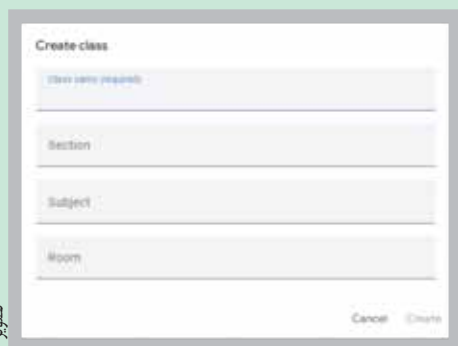 Create class
Class name (required)
Section
Subject
Room
Cancel Create